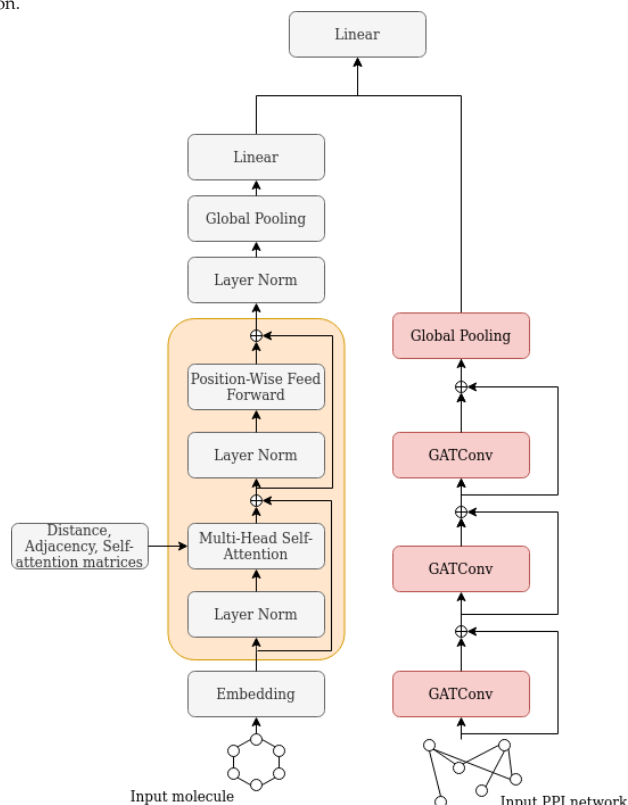 on.
Linear
Linear
Global Pooling
Layer Norm
Position-Wise Feed
Forward
Layer Norm
Distance,
Adjacency, Self-
attention matrices
Multi-Head Self-
Attention
Layer Norm
Embedding
Input molecule
Global Pooling
GATConv
GATConv
GATConv
Input PPI network